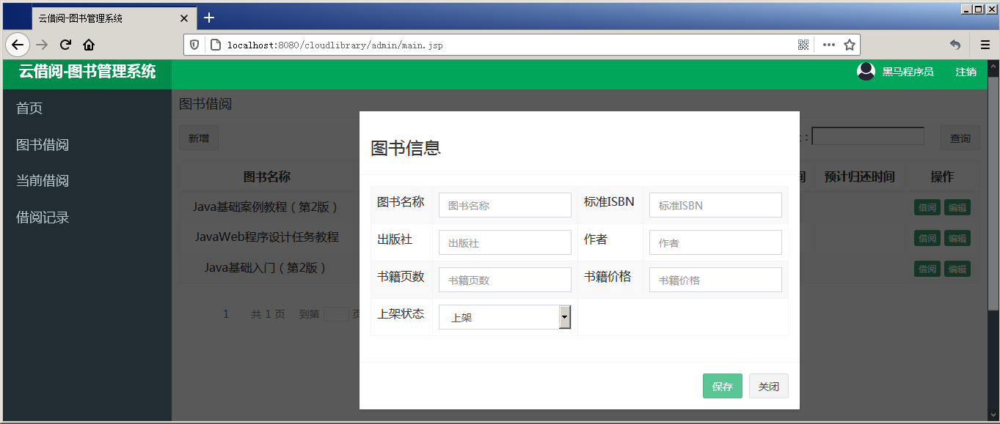 云借阅-图书管理系统
localhost:8080/cloudlibrary/admin/main.jsp
云借阅-图书管理系统 黑马程序员 注销
首页
图书借阅
当前借阅
借阅记录
图书借阅
新增 : 查询
图书名称 预计归还时间 操作
Java基础案例教程（第2版） 借阅 编辑
JavaWeb程序设计任务教程 借阅 编辑
Java基础入门（第2版） 借阅 编辑
1 共 1 页 到第 页
图书信息
图书名称 图书名称 标准ISBN 标准ISBN
出版社 出版社 作者 作者
书籍页数 书籍页数 书籍价格 书籍价格
上架状态 上架
保存 关闭